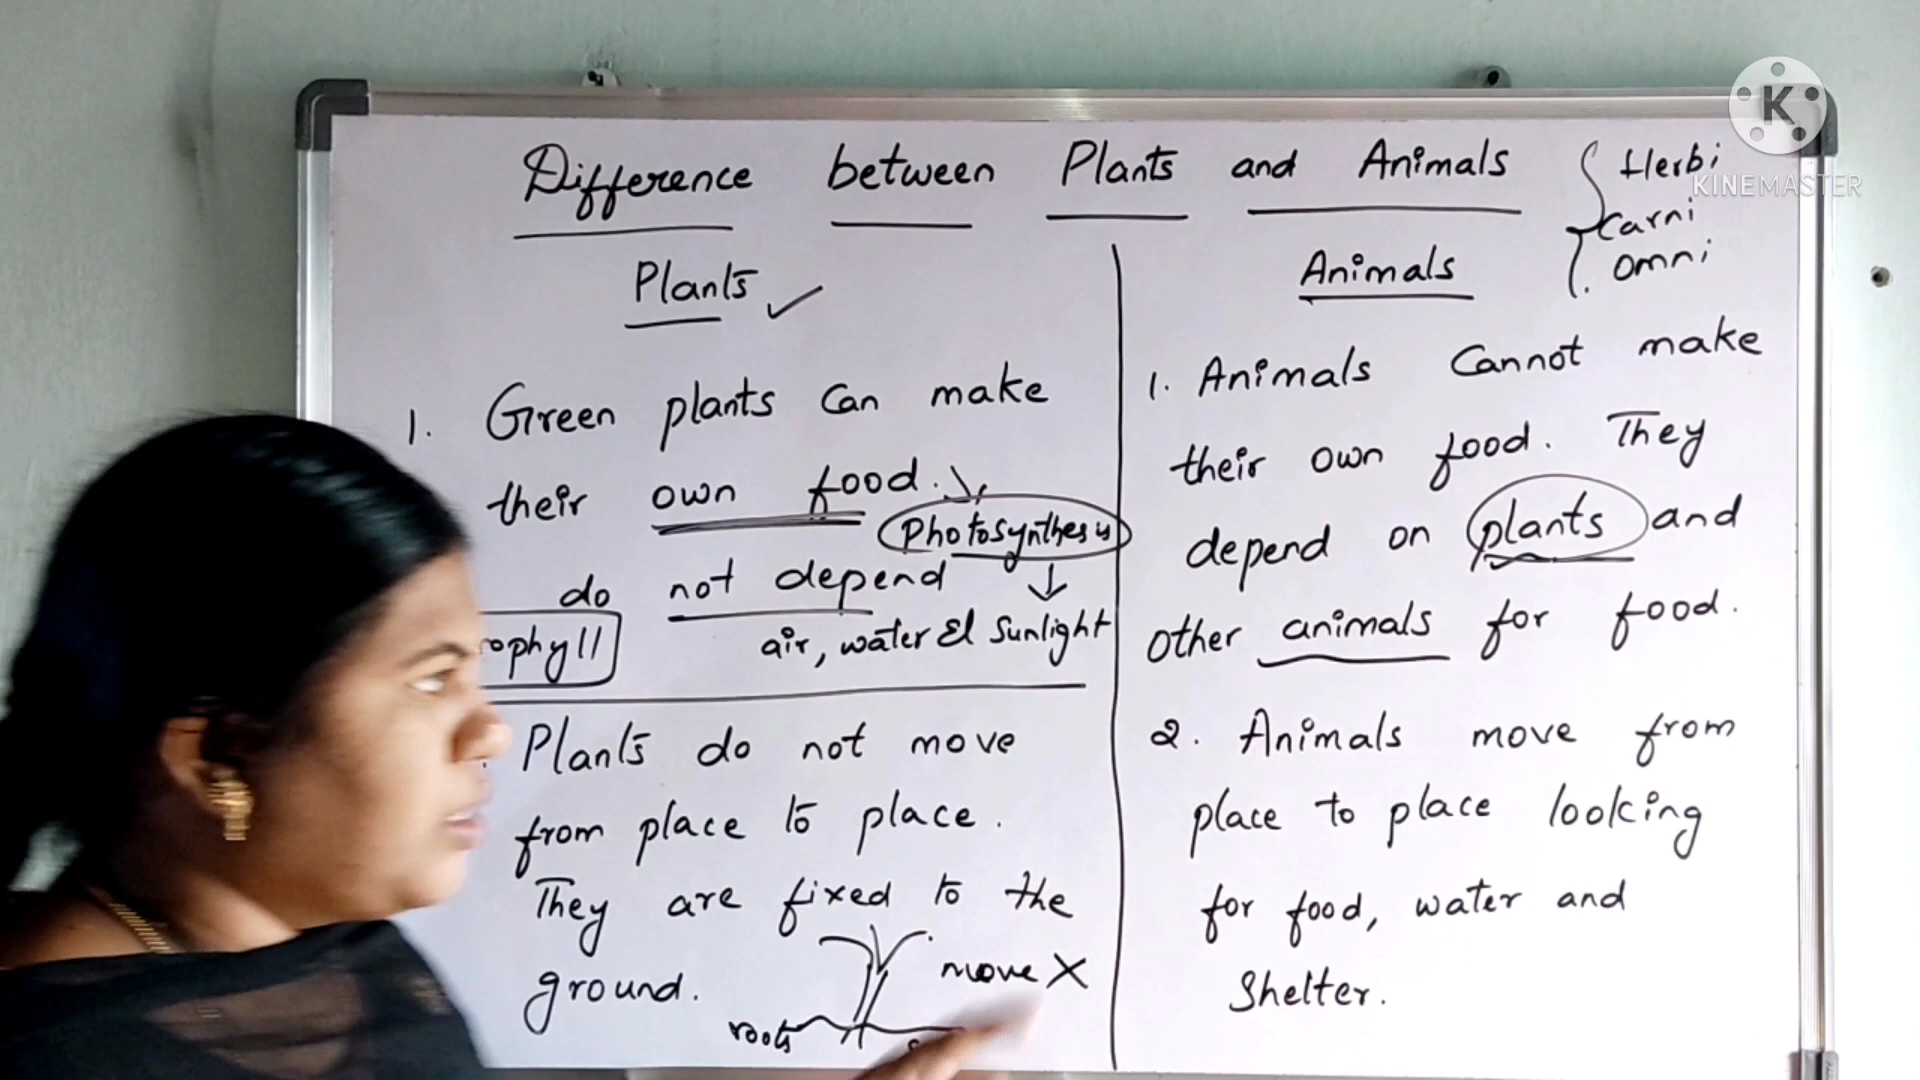 Difference between Plants and Animals
Herbi
Carni
Omni
K
KINEMASTER
Plants
1. Green plants can make
their own food.
Photosynthesis
do not depend
air, water & Sunlight
ophyll
Plants do not move
from place to place.
They are fixed to the
ground.
move X
roots
Animals
1. Animals Cannot make
their own food. They
depend on plants and
other animals for food.
2. Animals move from
place to place looking
for food, water and
Shelter.